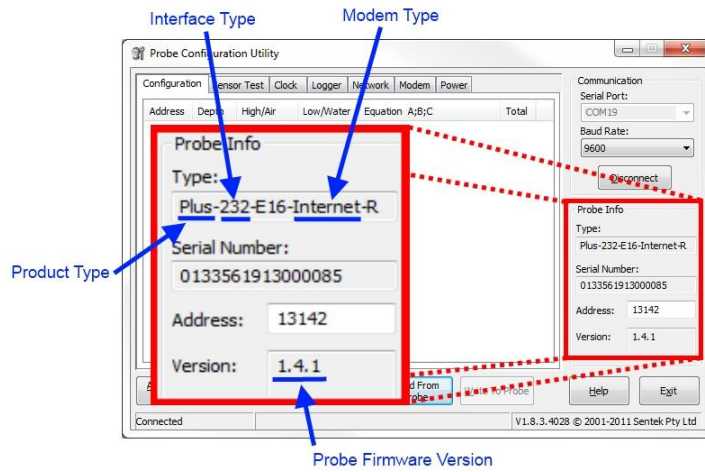 Interface Type
Modem Type
Probe Configuration Utility
Configuration Sensor Test Clock Logger Network Modem Power
Address Depth High/Air Low/Water Equation A;B;C Total
Probe Info
Type:
Plus-232-E16-Internet-R
Serial Number:
0133561913000085
Address: 13142
Version: 1.4.1
Product Type
Probe Firmware Version
Communication
Serial Port:
COM19
Baud Rate:
9600
Disconnect
Probe Info
Type:
Plus-232-E16-Internet-R
Serial Number:
0133561913000085
Address: 13142
Version: 1.4.1
d From
Write To Probe
Help
Exit
Connected
V1.8.3.4028 © 2001-2011 Sentek Pty Ltd